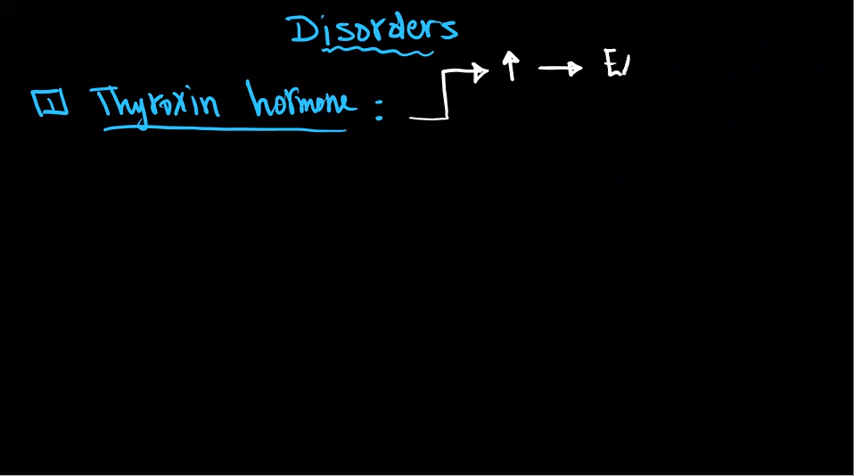 Disorders
↑ → E
1 Thyroxin hormone :